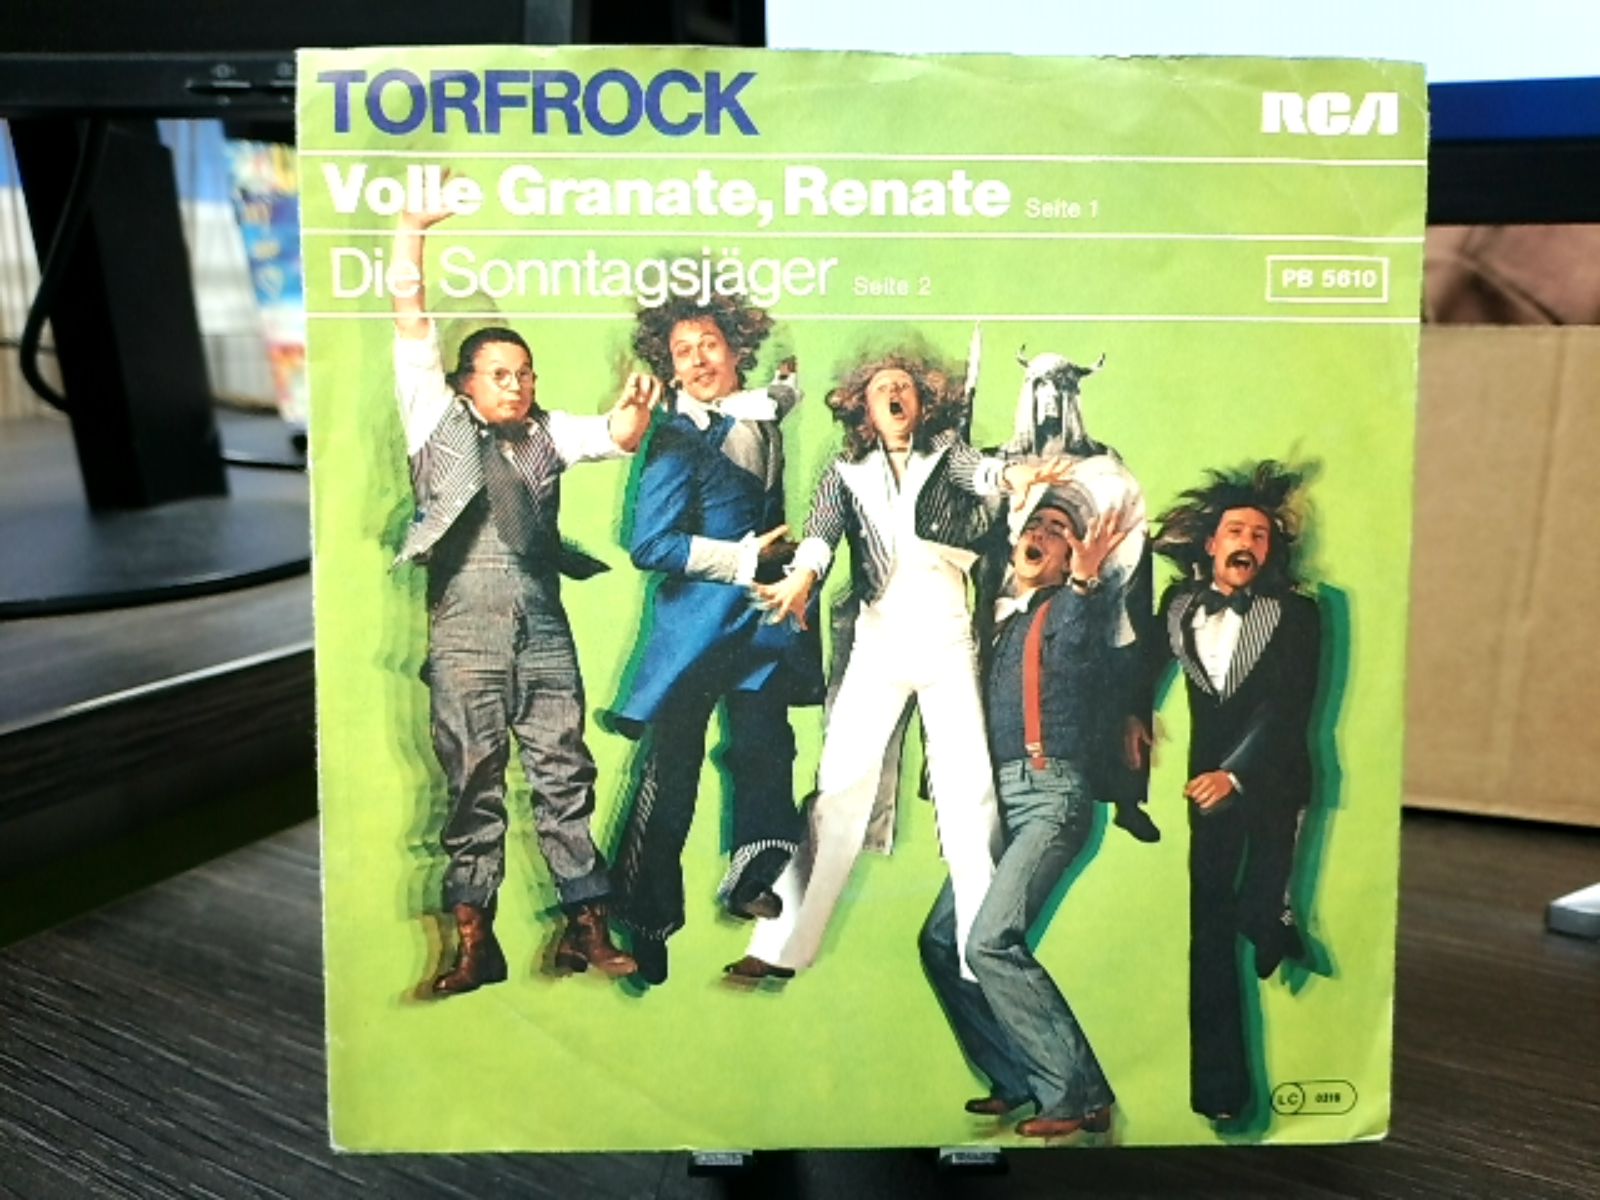 TORFROCK
RCA
Volle Granate, Renate Seite 1
Die Sonntagsjäger Seite 2
PB 5610
LC 0316